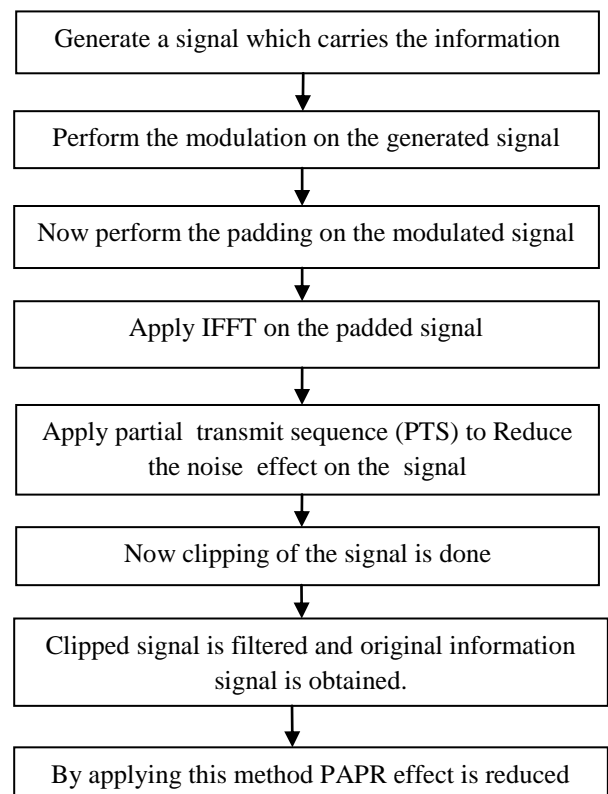 Generate a signal which carries the information
Perform the modulation on the generated signal
Now perform the padding on the modulated signal
Apply IFFT on the padded signal
Apply partial transmit sequence (PTS) to Reduce
the noise effect on the signal
Now clipping of the signal is done
Clipped signal is filtered and original information
signal is obtained.
By applying this method PAPR effect is reduced